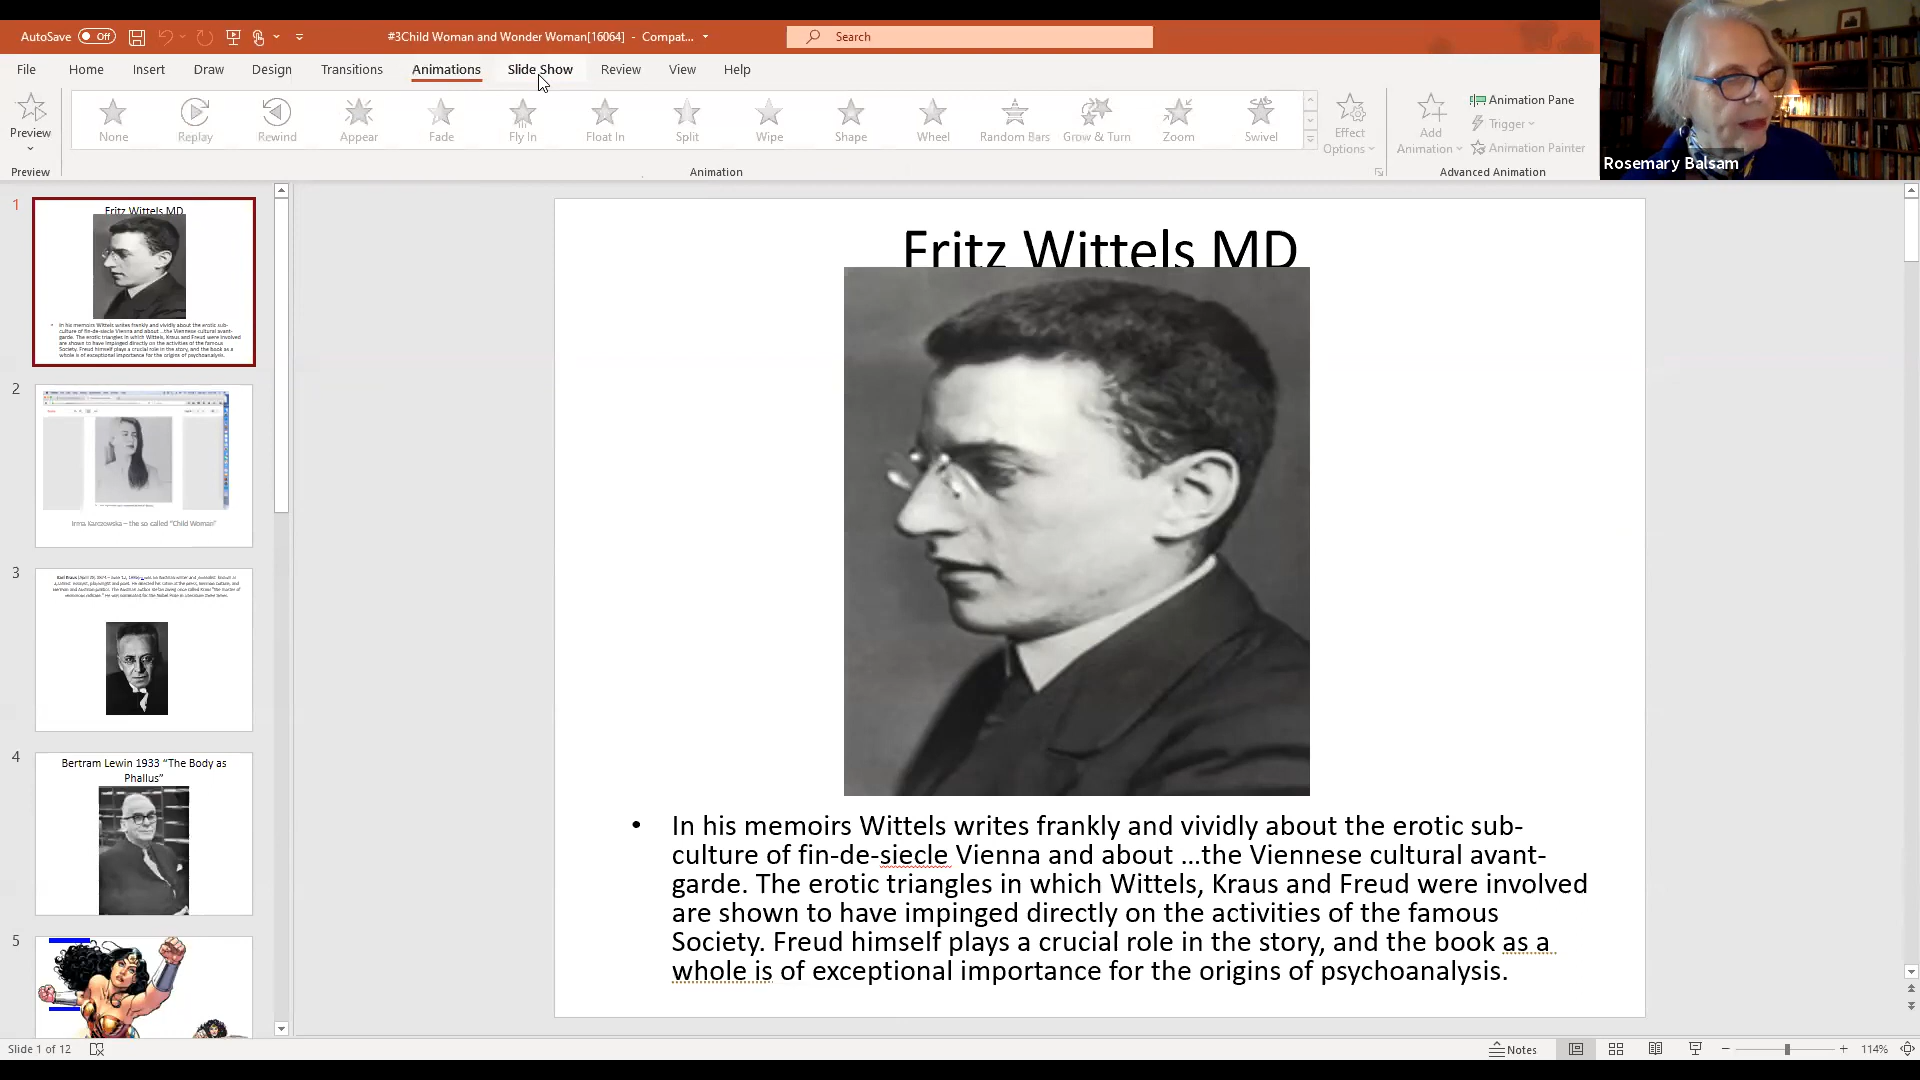 AutoSave Off
#3Child Woman and Wonder Woman[16064] - Compat...
Search
File Home Insert Draw Design Transitions Animations Slide Show Review View Help
Preview
None Replay Rewind Appear Fade Fly In Float In Split Wipe Shape Wheel Random Bars Grow & Turn Zoom Swivel
Effect
Options
Add
Animation
Animation Pane
Trigger
Animation Painter
Preview
Animation
Advanced Animation
Rosemary Balsam
1
Fritz Wittels MD
In his memoirs Wittels writes frankly and vividly about the erotic sub-
culture of fin-de-siecle Vienna and about ...the Viennese cultural avant-
garde. The erotic triangles in which Wittels, Kraus and Freud were involved
are shown to have impinged directly on the activities of the famous
Society. Freud himself plays a crucial role in the story, and the book as a
whole is of exceptional importance for the origins of psychoanalysis.
2
Irma Karczewska – the so called "Child Woman"
3
4
Bertram Lewin 1933 “The Body as
Phallus”
5
Fritz Wittels MD
• In his memoirs Wittels writes frankly and vividly about the erotic sub-
culture of fin-de-siecle Vienna and about ...the Viennese cultural avant-
garde. The erotic triangles in which Wittels, Kraus and Freud were involved
are shown to have impinged directly on the activities of the famous
Society. Freud himself plays a crucial role in the story, and the book as a
whole is of exceptional importance for the origins of psychoanalysis.
Slide 1 of 12
Notes
114%